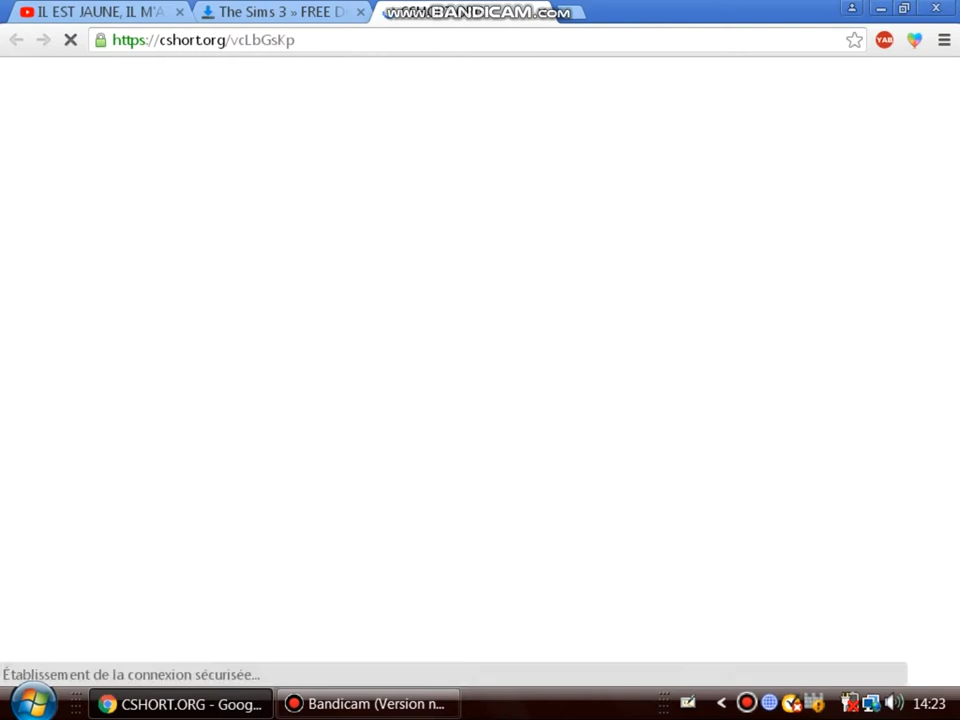 IL EST JAUNE, IL M'A
The Sims 3 » FREE D
www.BANDICAM.com
https://cshort.org/vcLbGsKp
YAB
Établissement de la connexion sécurisée...
CSHORT.ORG - Goog...
Bandicam (Version n...
14:23